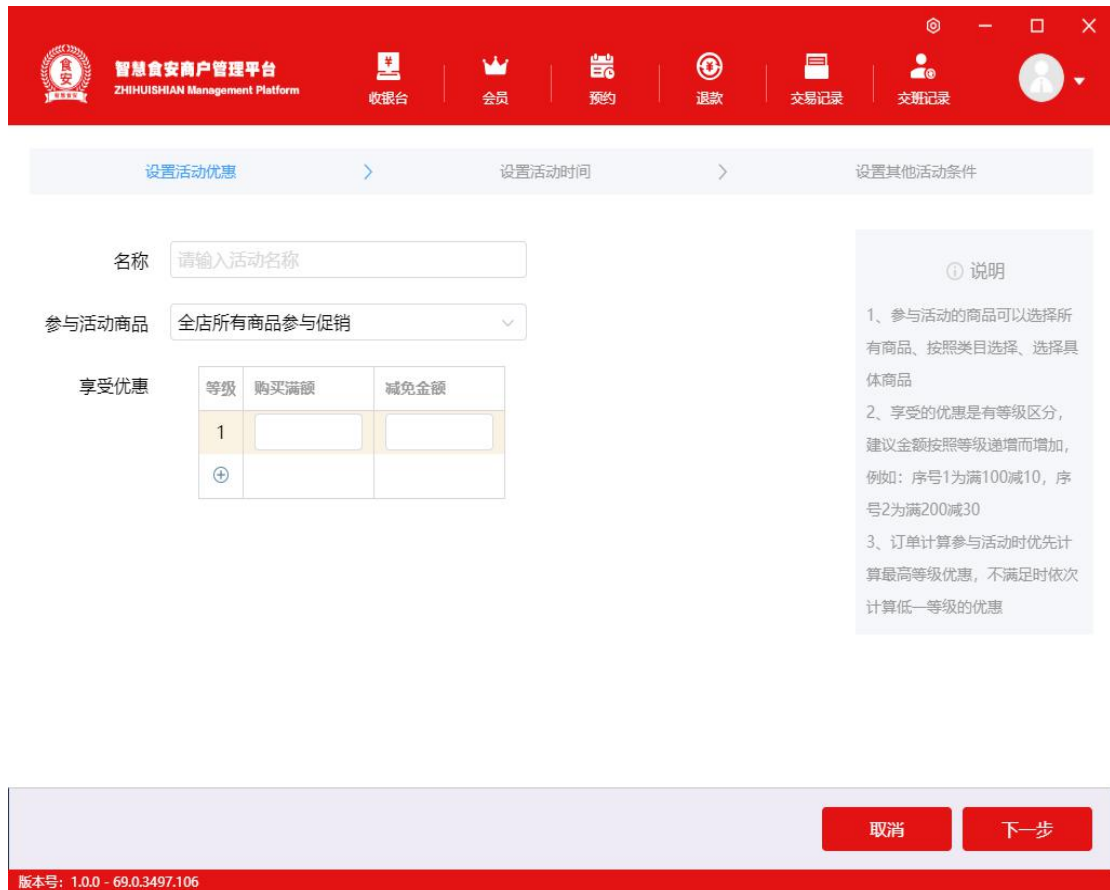 食安
智慧食安商户管理平台
ZHIHUISHIAN Management Platform
收银台
会员
预约
退款
交易记录
交班记录
设置活动优惠
设置活动时间
设置其他活动条件
名称
请输入活动名称
参与活动商品
全店所有商品参与促销
享受优惠
等级 购买满额 减免金额
1
说明
1、参与活动的商品可以选择所
有商品、按照类目选择、选择具
体商品
2、享受的优惠是有等级区分，
建议金额按照等级递增而增加，
例如：序号1为满100减10，序
号2为满200减30
3、订单计算参与活动时优先计
算最高等级优惠，不满足时依次
计算低一等级的优惠
取消
下一步
版本号：1.0.0 - 69.0.3497.106